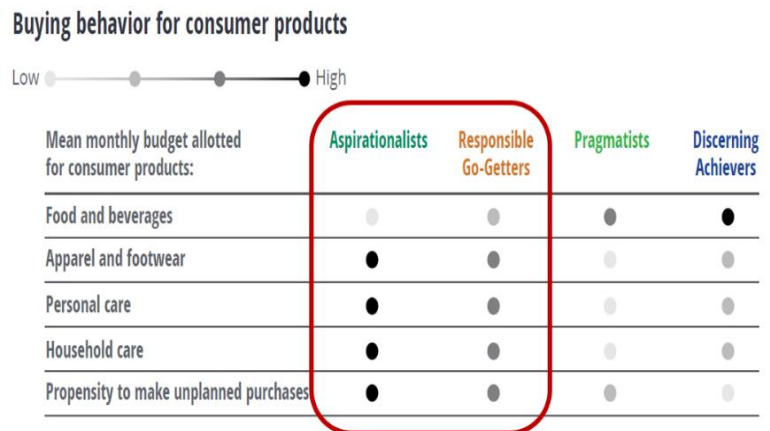 Buying behavior for consumer products
Low High
Mean monthly budget allotted
for consumer products:
Aspirationalists
Responsible
Go-Getters
Pragmatists
Discerning
Achievers
Food and beverages
Apparel and footwear
Personal care
Household care
Propensity to make unplanned purchases